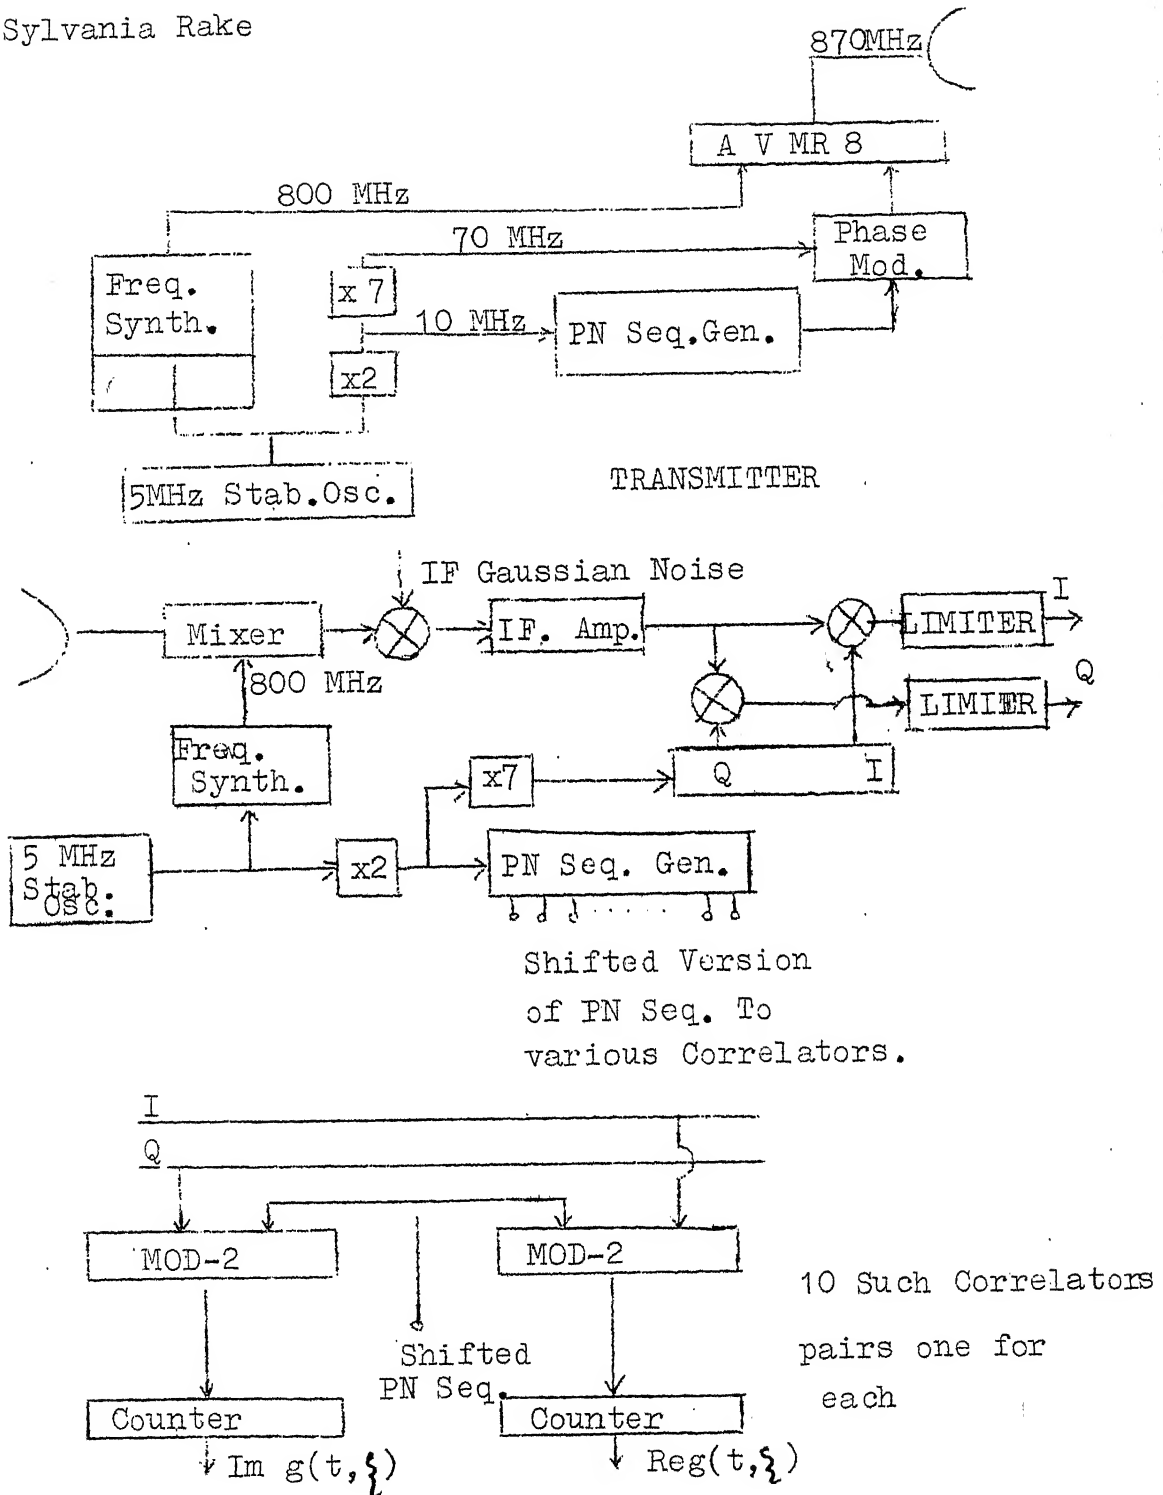 Sylvania Rake
870MHz
A V MR 8
800 MHz
70 MHz
Phase
Mod.
Freq.
Synth.
x 7
10 MHz
PN Seq.Gen.
x2
5MHz Stab.Osc.
TRANSMITTER
IF Gaussian Noise
Mixer
IF. Amp.
LIMITER
I
800 MHz
LIMIER
Q
Freq.
Synth.
x7
Q
I
5 MHz
Stab.
Osc.
x2
PN Seq. Gen.
Shifted Version
of PN Seq. To
various Correlators.
I
Q
MOD-2
MOD-2
10 Such Correlators
pairs one for
each
Shifted
PN Seq.
Counter
Counter
Im g(t,ξ)
Reg(t,ξ)